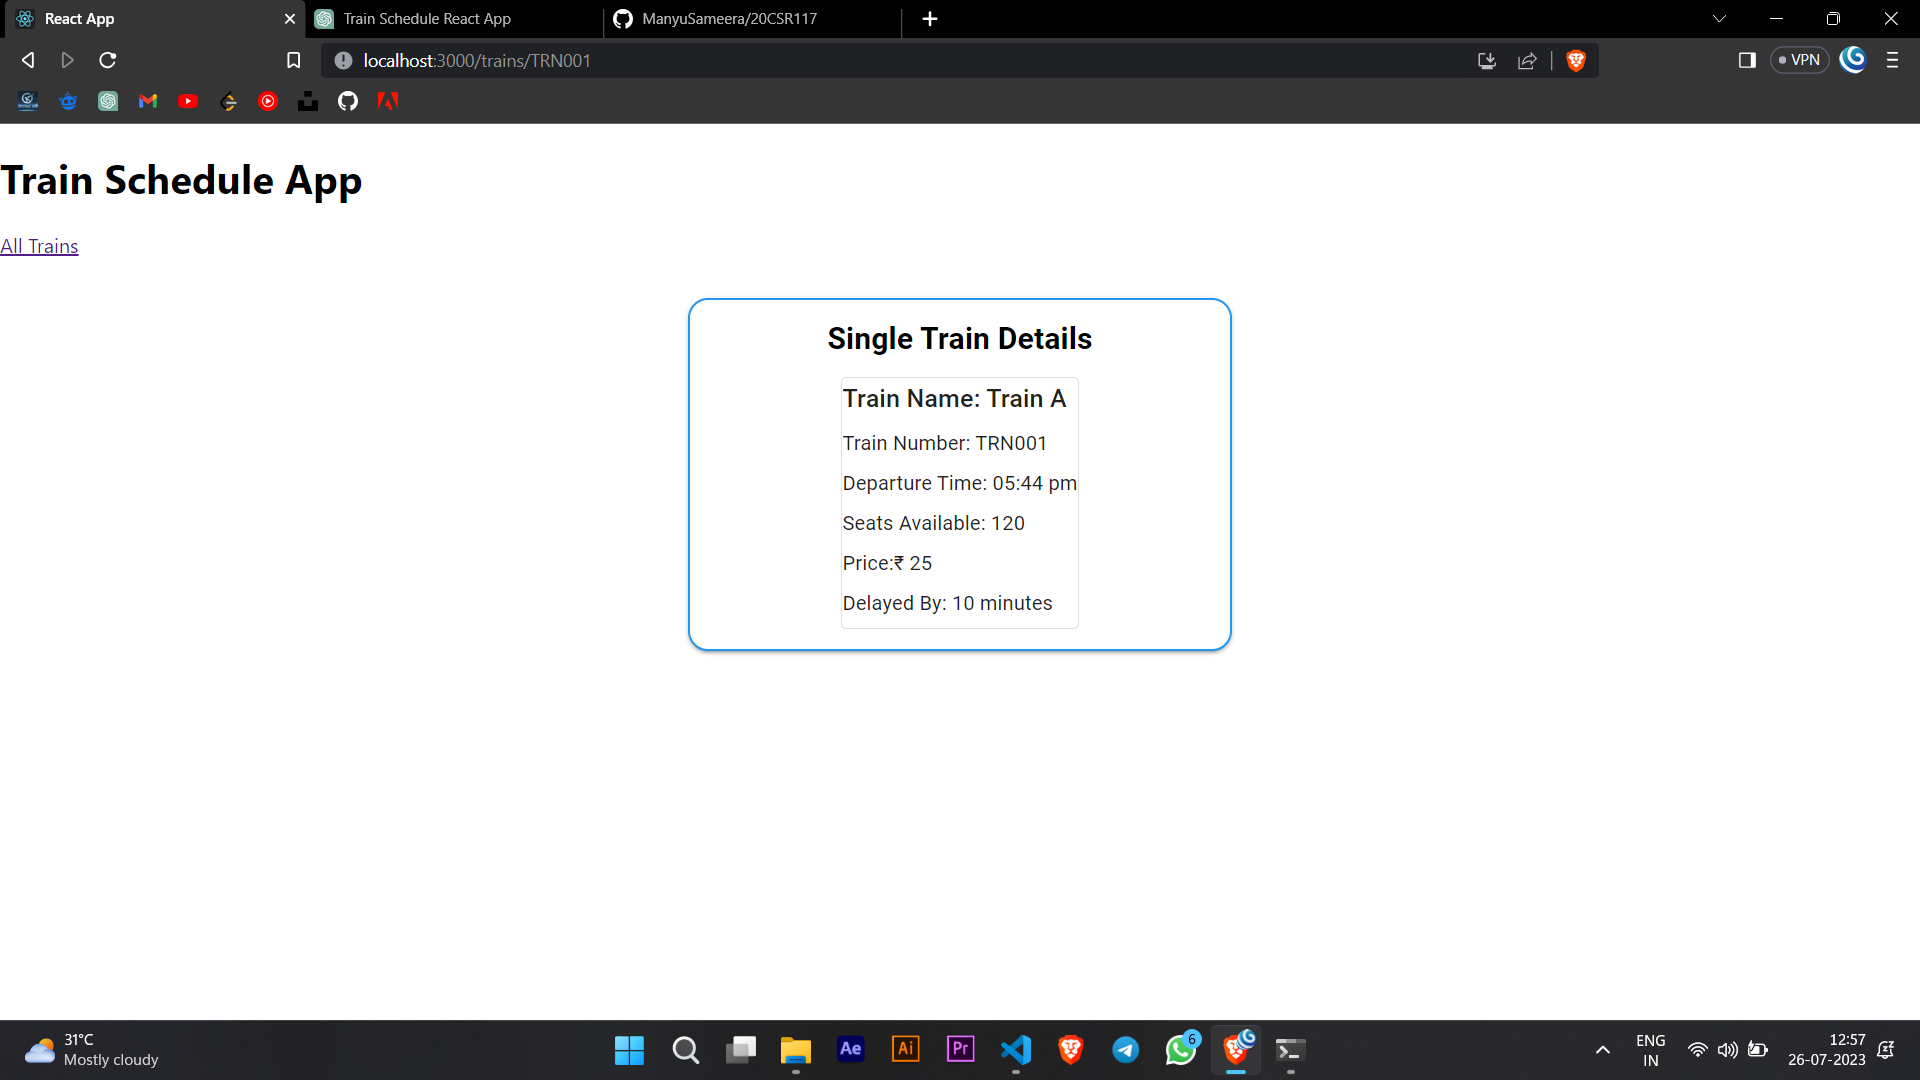 React App
Train Schedule React App
ManyuSameera/20CSR117
localhost:3000/trains/TRN001
VPN
Train Schedule App
All Trains
Single Train Details
Train Name: Train A
Train Number: TRN001
Departure Time: 05:44 pm
Seats Available: 120
Price:₹ 25
Delayed By: 10 minutes
31°C
Mostly cloudy
Ae
Ai
Pr
6
ENG
IN
12:57
26-07-2023